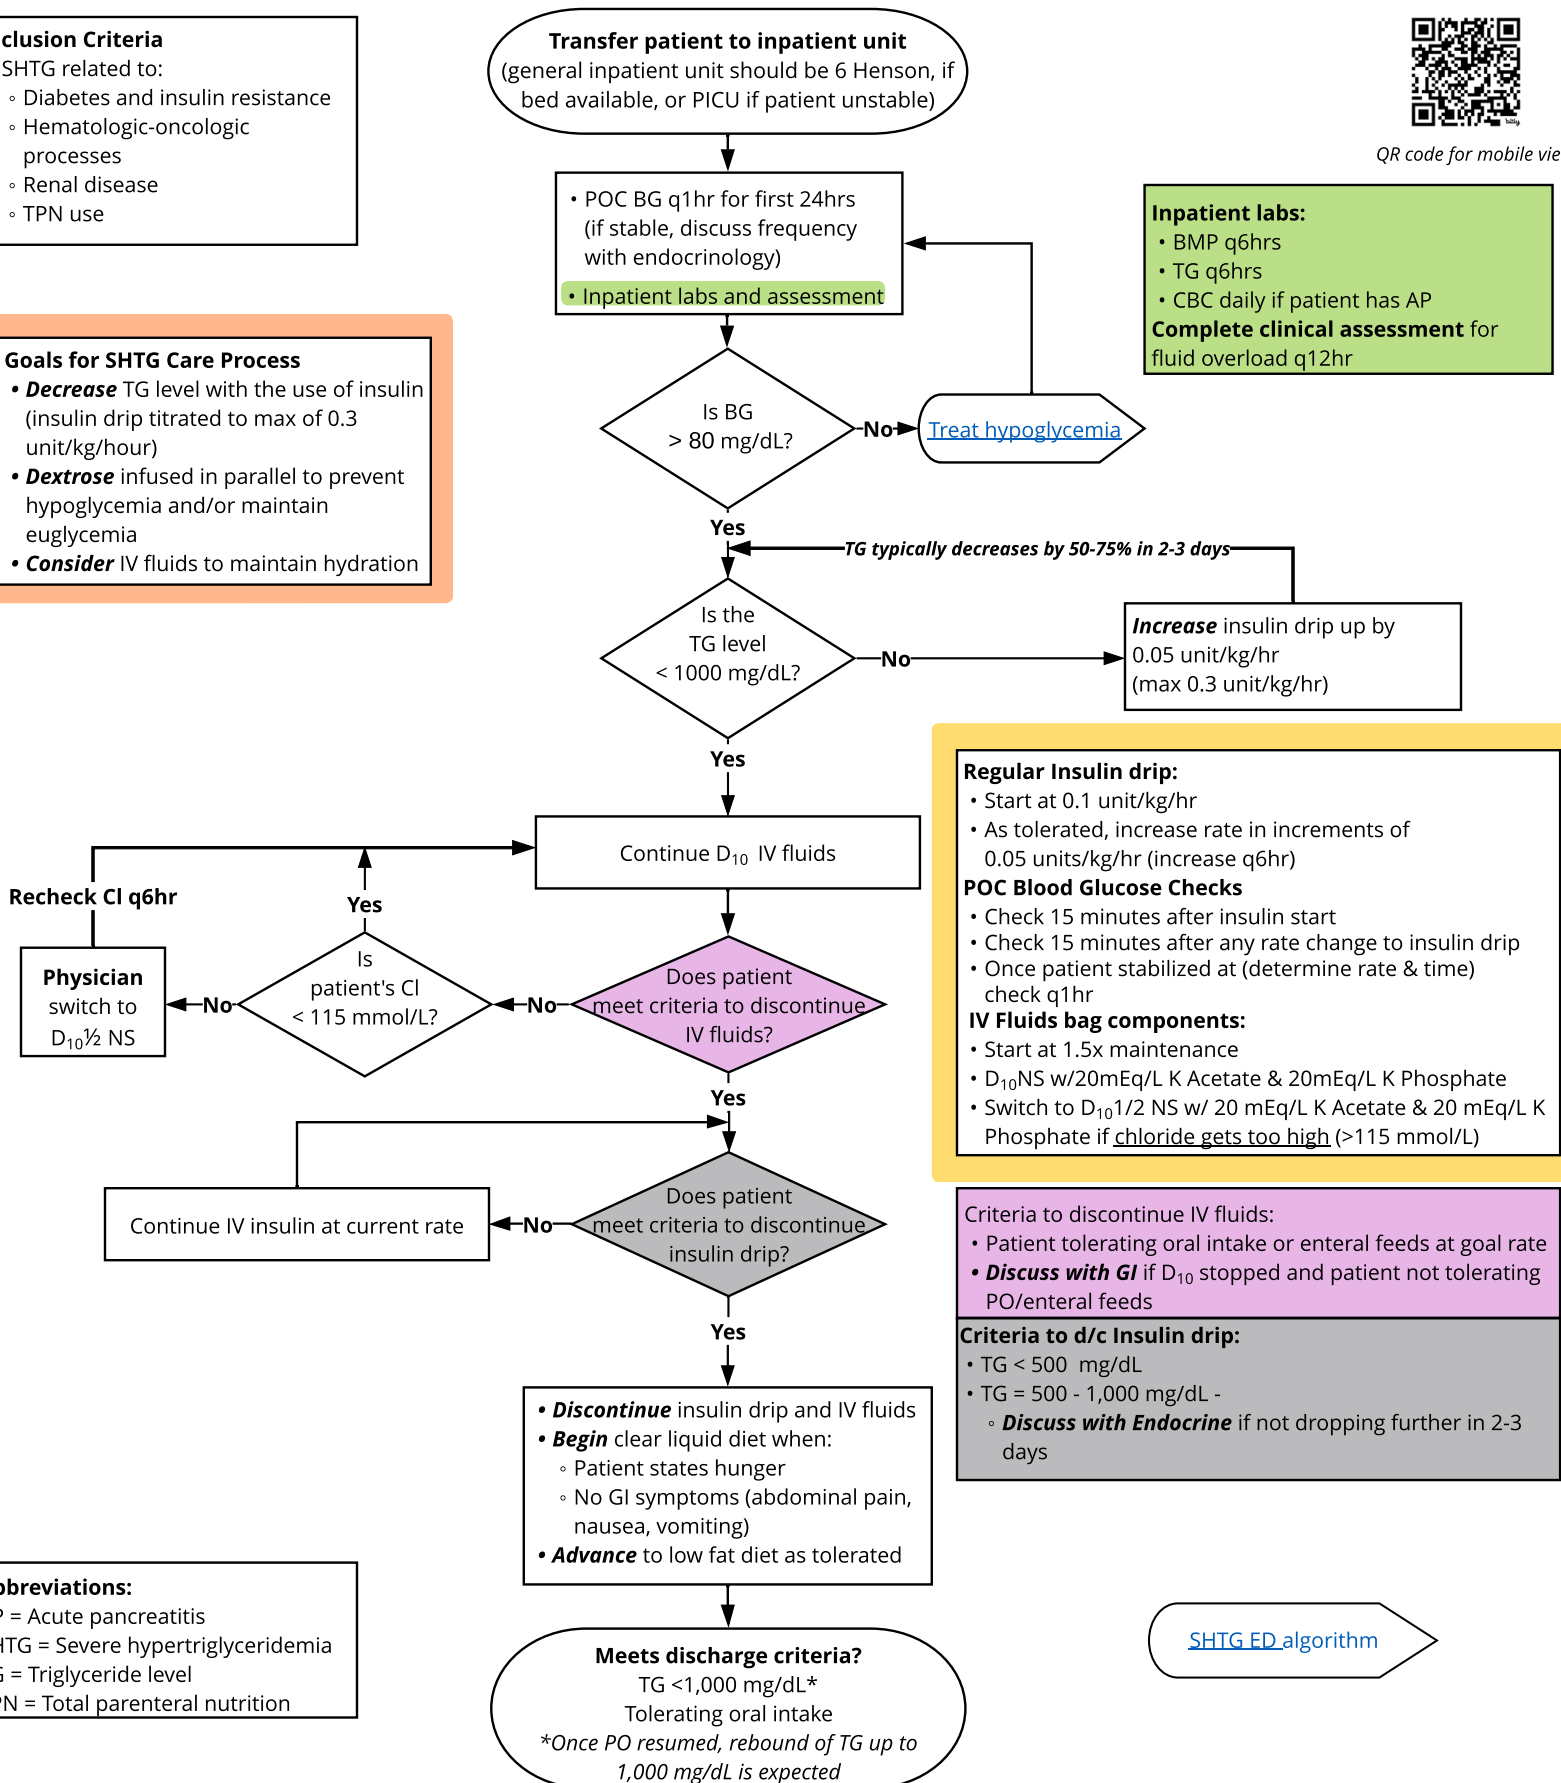 clusion Criteria
SHTG related to:
◦ Diabetes and insulin resistance
◦ Hematologic-oncologic
processes
◦ Renal disease
◦ TPN use
Transfer patient to inpatient unit
(general inpatient unit should be 6 Henson, if
bed available, or PICU if patient unstable)
QR code for mobile vie
• POC BG q1hr for first 24hrs
(if stable, discuss frequency
with endocrinology)
• Inpatient labs and assessment
Inpatient labs:
• BMP q6hrs
• TG q6hrs
• CBC daily if patient has AP
Complete clinical assessment for
fluid overload q12hr
Goals for SHTG Care Process
• Decrease TG level with the use of insulin
(insulin drip titrated to max of 0.3
unit/kg/hour)
• Dextrose infused in parallel to prevent
hypoglycemia and/or maintain
euglycemia
• Consider IV fluids to maintain hydration
Is BG
> 80 mg/dL?
No
Treat hypoglycemia
Yes
TG typically decreases by 50-75% in 2-3 days
Is the
TG level
< 1000 mg/dL?
No
Increase insulin drip up by
0.05 unit/kg/hr
(max 0.3 unit/kg/hr)
Yes
Continue D10 IV fluids
Recheck Cl q6hr
Yes
Physician
switch to
D10½ NS
No
Is
patient's Cl
< 115 mmol/L?
No
Does patient
meet criteria to discontinue
IV fluids?
Yes
Regular Insulin drip:
• Start at 0.1 unit/kg/hr
• As tolerated, increase rate in increments of
0.05 units/kg/hr (increase q6hr)
POC Blood Glucose Checks
• Check 15 minutes after insulin start
• Check 15 minutes after any rate change to insulin drip
• Once patient stabilized at (determine rate & time)
check q1hr
IV Fluids bag components:
• Start at 1.5x maintenance
• D10NS w/20mEq/L K Acetate & 20mEq/L K Phosphate
• Switch to D101/2 NS w/ 20 mEq/L K Acetate & 20 mEq/L K
Phosphate if chloride gets too high (>115 mmol/L)
Continue IV insulin at current rate
No
Does patient
meet criteria to discontinue
insulin drip?
Yes
Criteria to discontinue IV fluids:
• Patient tolerating oral intake or enteral feeds at goal rate
• Discuss with GI if D10 stopped and patient not tolerating
PO/enteral feeds
Criteria to d/c Insulin drip:
• TG < 500 mg/dL
• TG = 500 - 1,000 mg/dL -
◦ Discuss with Endocrine if not dropping further in 2-3
days
• Discontinue insulin drip and IV fluids
• Begin clear liquid diet when:
◦ Patient states hunger
◦ No GI symptoms (abdominal pain,
nausea, vomiting)
• Advance to low fat diet as tolerated
bbreviations:
P = Acute pancreatitis
HTG = Severe hypertriglyceridemia
G = Triglyceride level
PN = Total parenteral nutrition
Meets discharge criteria?
TG <1,000 mg/dL*
Tolerating oral intake
*Once PO resumed, rebound of TG up to
1,000 mg/dL is expected
SHTG ED algorithm